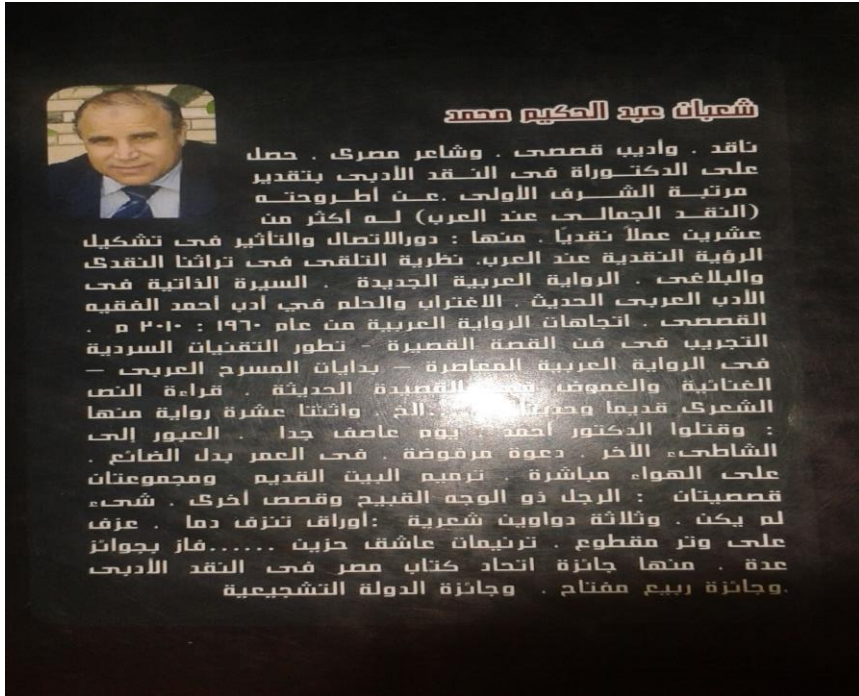 شعبان عبد الحكيم محمد
ناقد . وأديب قصصى . وشاعر مصرى . حصل
على الدكتوراة فى النقد الأدبى بتقدير
مرتبة الشرف الأولى .عن أطروحته
(النقد الجمالى عند العرب) له أكثر من
عشرين عملاً نقديًا . منها : دورالاتصال والتأثير فى تشكيل
الرؤية النقدية عند العرب. نظرية التلقى فى تراثنا النقدى
والبلاغى . الرواية العربية الجديدة . السيرة الذاتية فى
الأدب العربى الحديث . الاغتراب والحلم في أدب أحمد الفقيه
القصصى . اتجاهات الرواية العربية من عام ١٩٦٠ : ٢٠١٠ م .
التجريب فى فن القصة القصيرة – تطور التقنيات السردية
فى الرواية العربية المعاصرة – بدايات المسرح العربى –
الغنائية والغموض القصيدة الحديثة . قراءة النص
الشعرى قديما ..الخ . واثنتا عشرة رواية منها
: وقتلوا الدكتور أحمد . يوم عاصف جدا . العبور إلى
الشاطىء الأخر . دعوة مرفوضة . فى العمر بدل الضائع .
على الهواء مباشرة . ترميم البيت القديم ومجموعتان
قصصيتان : الرجل ذو الوجه القبيح وقصص أخرى . شىء
لم يكن . وثلاثة دواوين شعرية :أوراق تنزف دما . عزف
على وتر مقطوع . ترنيمات عاشق حزين ......فاز بجوائز
عدة . منها جائزة اتحاد كتاب مصر فى النقد الأدبى
.وجائزة ربيع مفتاح . وجائزة الدولة التشجيعية